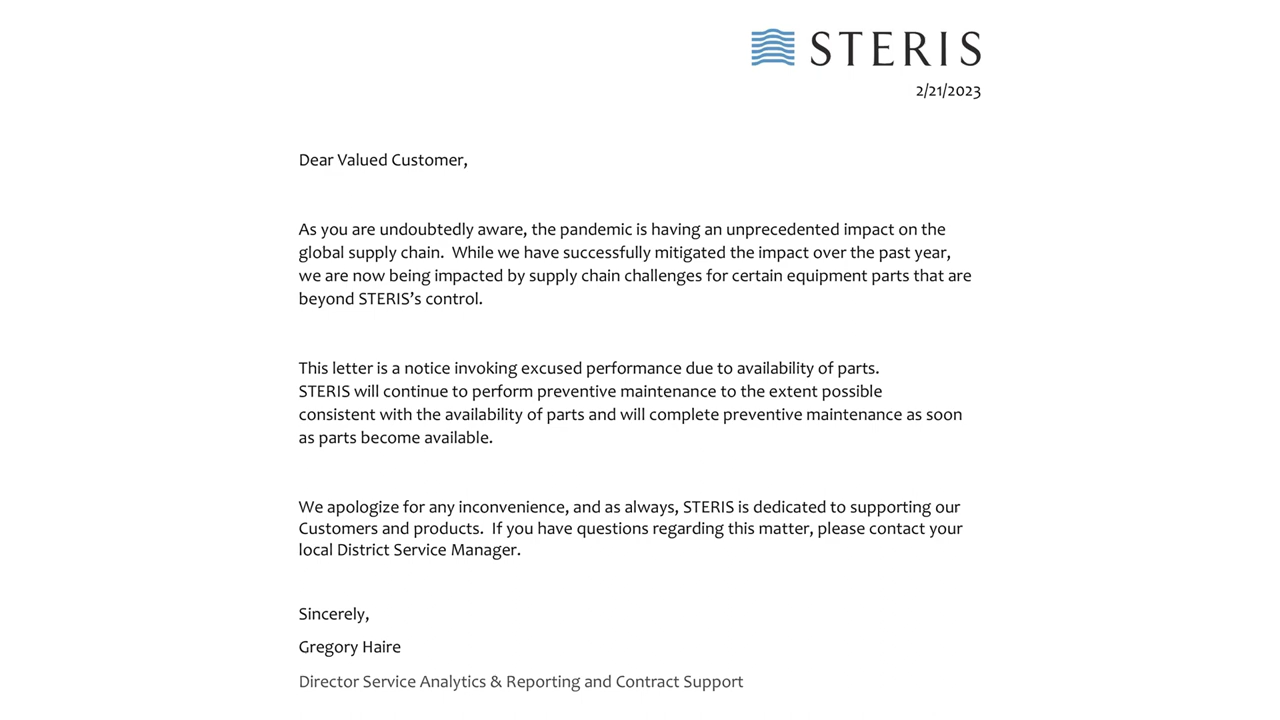 STERIS
2/21/2023
Dear Valued Customer,
As you are undoubtedly aware, the pandemic is having an unprecedented impact on the
global supply chain.  While we have successfully mitigated the impact over the past year,
we are now being impacted by supply chain challenges for certain equipment parts that are
beyond STERIS’s control.
This letter is a notice invoking excused performance due to availability of parts.
STERIS will continue to perform preventive maintenance to the extent possible
consistent with the availability of parts and will complete preventive maintenance as soon
as parts become available.
We apologize for any inconvenience, and as always, STERIS is dedicated to supporting our
Customers and products.  If you have questions regarding this matter, please contact your
local District Service Manager.
Sincerely,
Gregory Haire
Director Service Analytics & Reporting and Contract Support